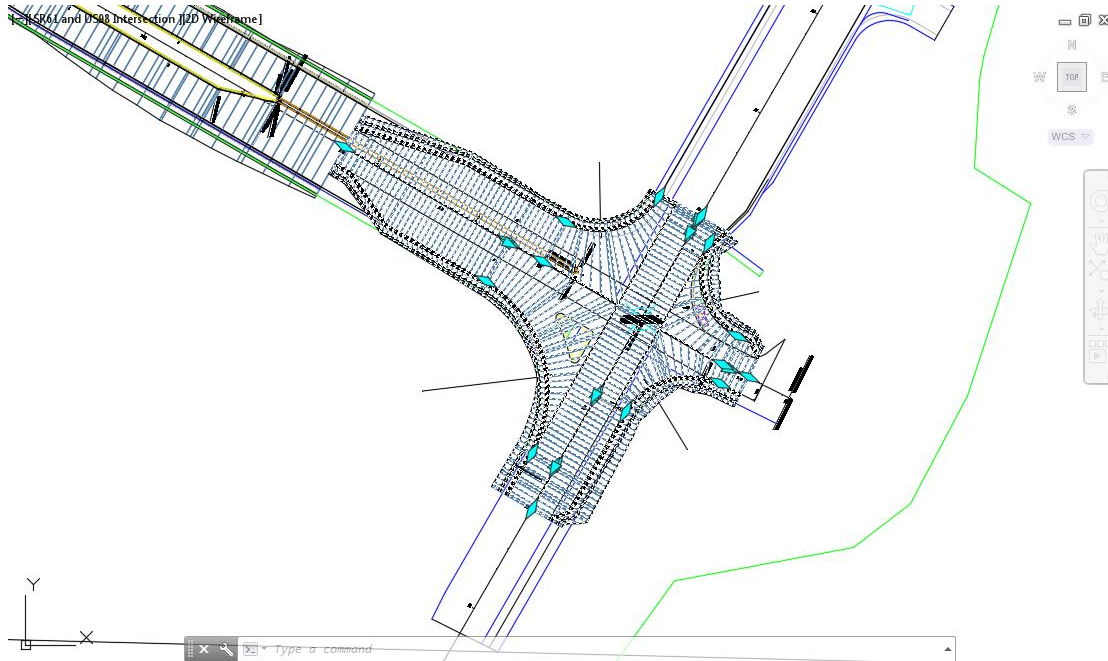 [−][SR61 and US98 Intersection ][2D Wireframe]
N
W
TOP
E
S
WCS
Y
X
Type a command